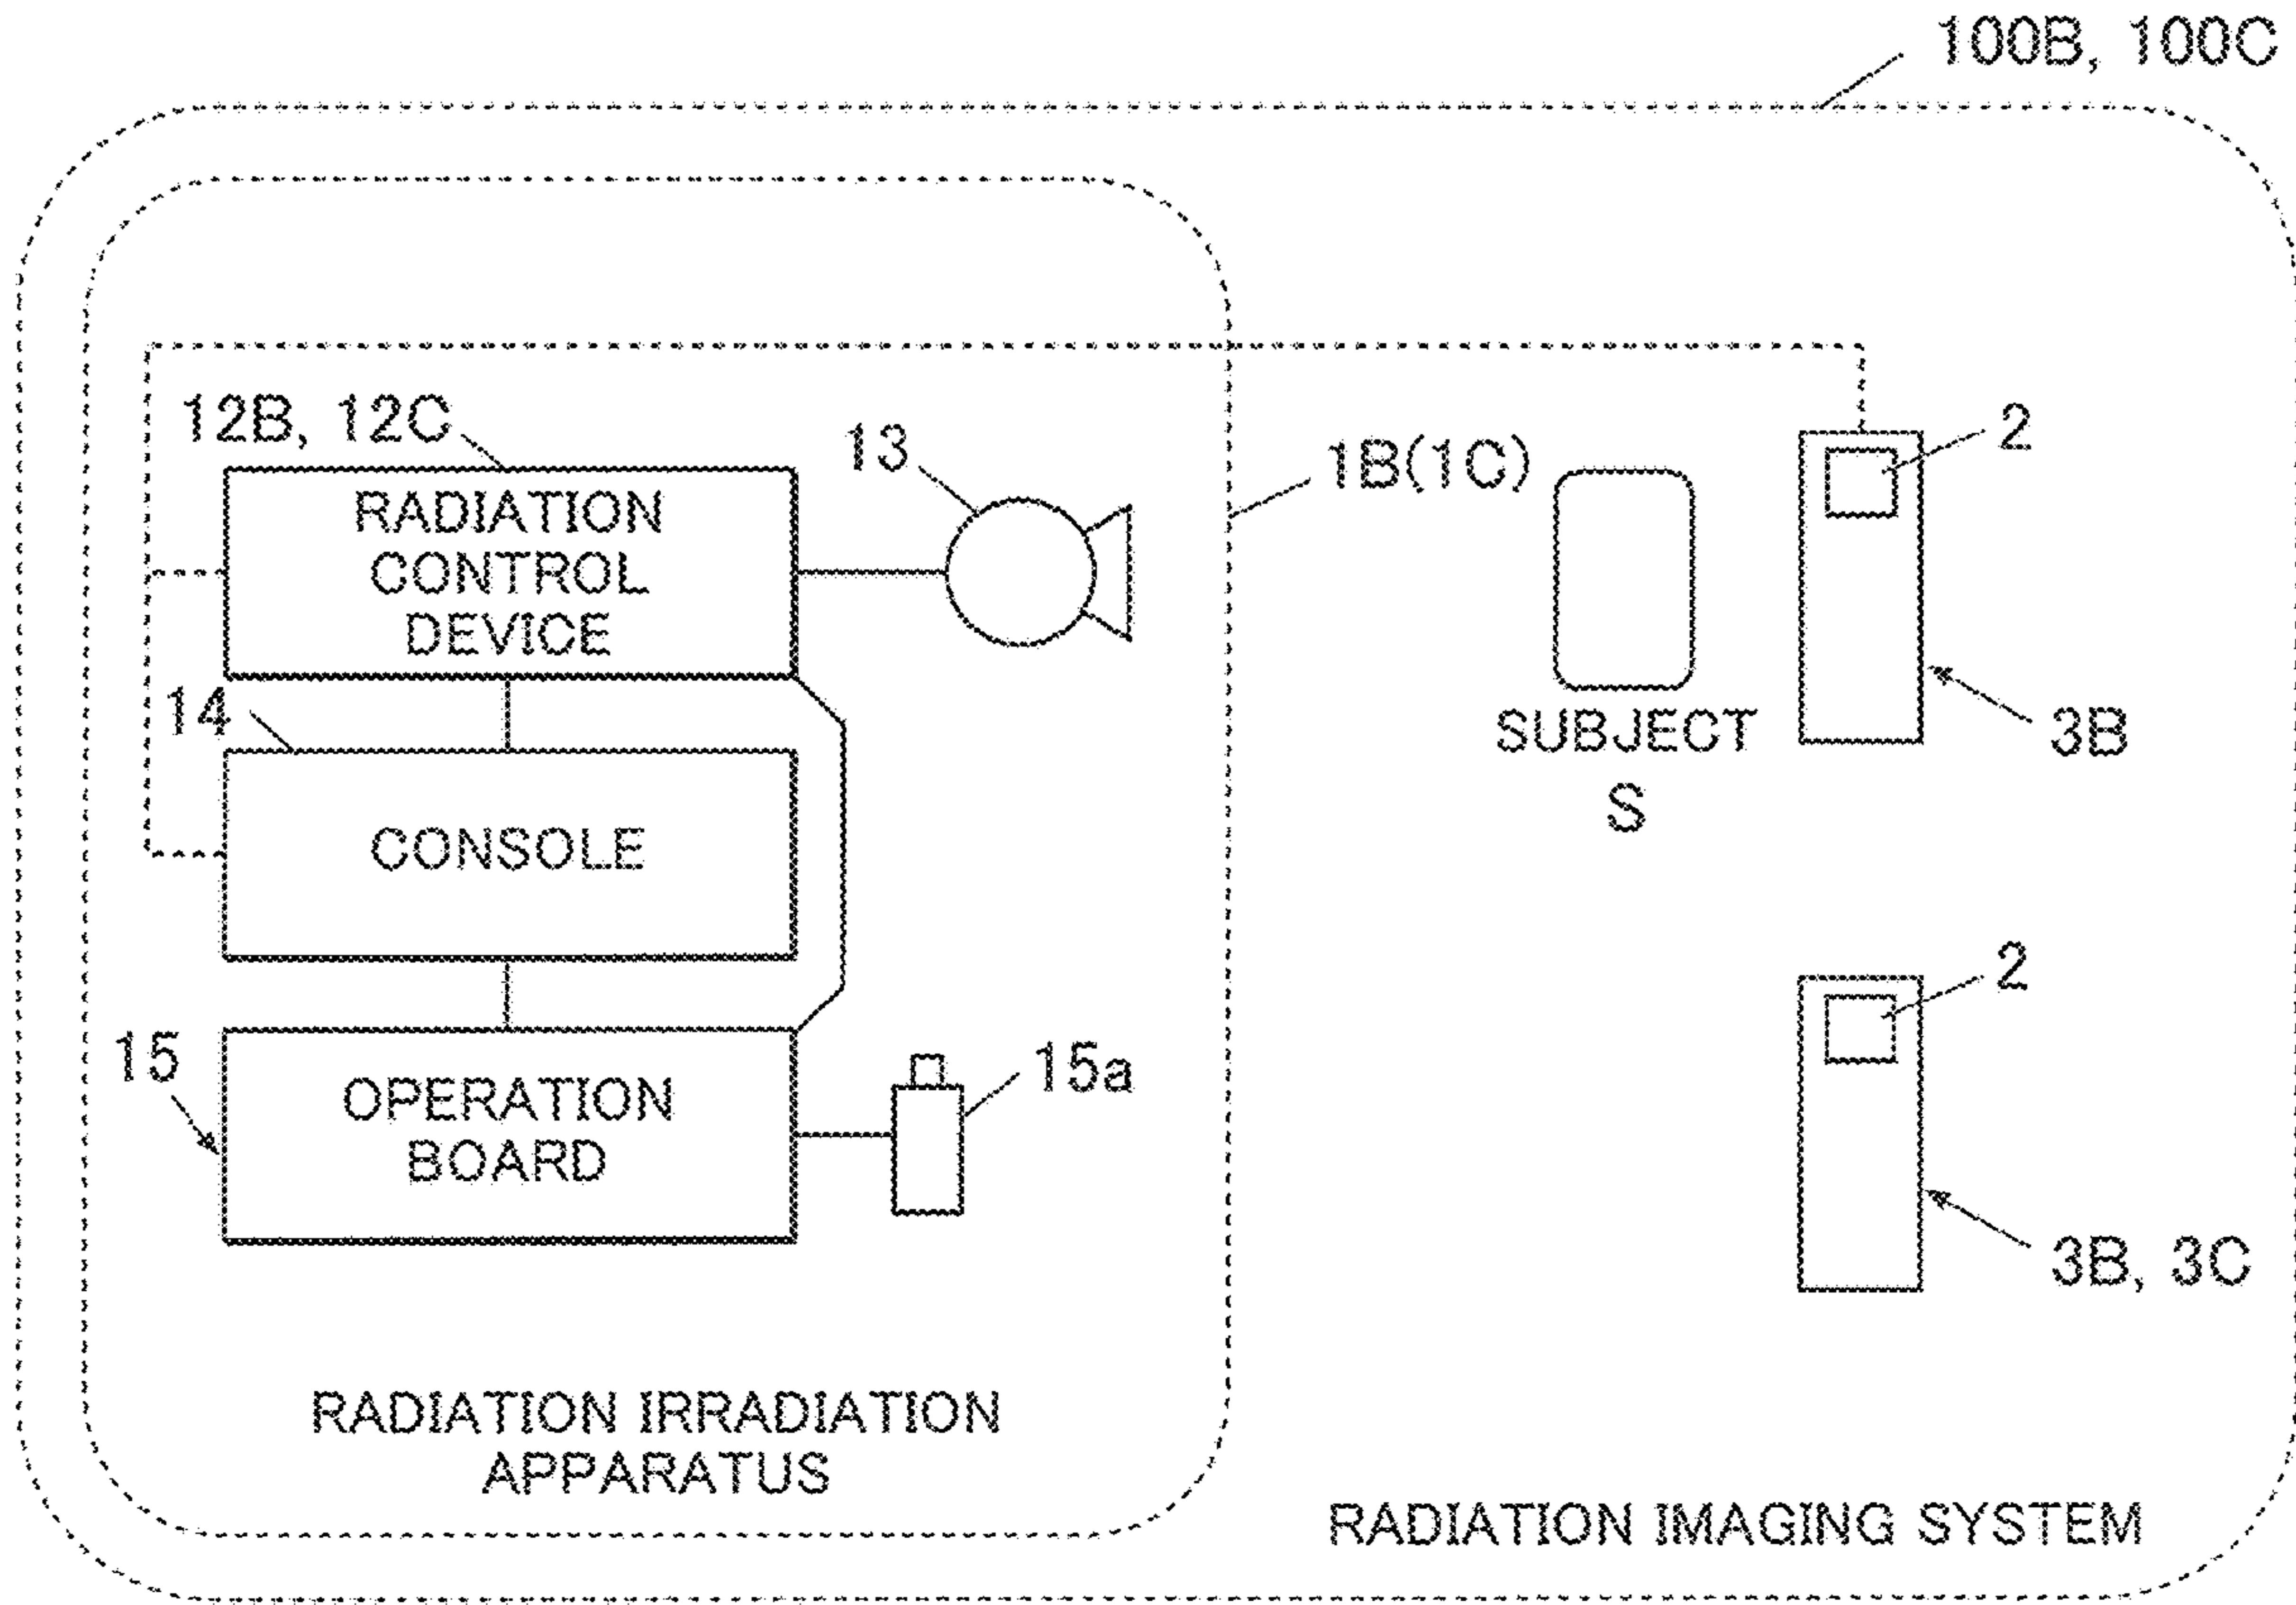 100B, 100C
12B, 12C
13
1B(1C)
2
RADIATION
CONTROL
DEVICE
14
SUBJECT
S
3B
CONSOLE
2
15
OPERATION
BOARD
15a
3B, 3C
RADIATION IRRADIATION
APPARATUS
RADIATION IMAGING SYSTEM